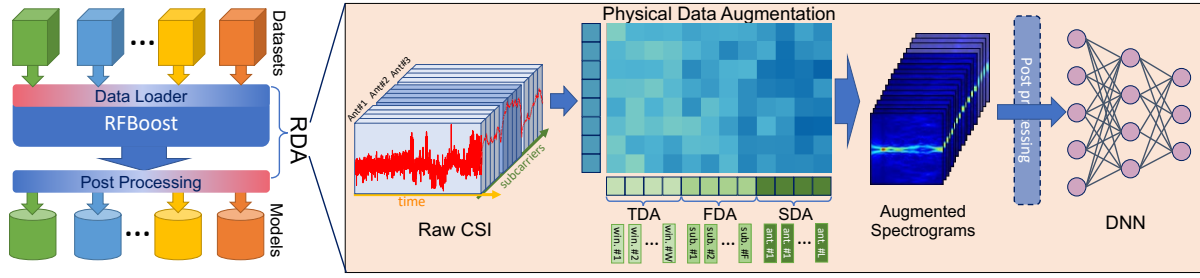 Datasets
...
Data Loader
RFBoost
RDA
Post Processing
...
Models
Ant#1 Ant#2 Ant#3
subcarriers
time
Raw CSI
Physical Data Augmentation
TDA FDA SDA
win. #1 win. #2 ... win. #W sub. #1 sub. #2 ... sub. #F ant. #1 ant. #1 ... ant. #L
Augmented
Spectrograms
Post processing
DNN